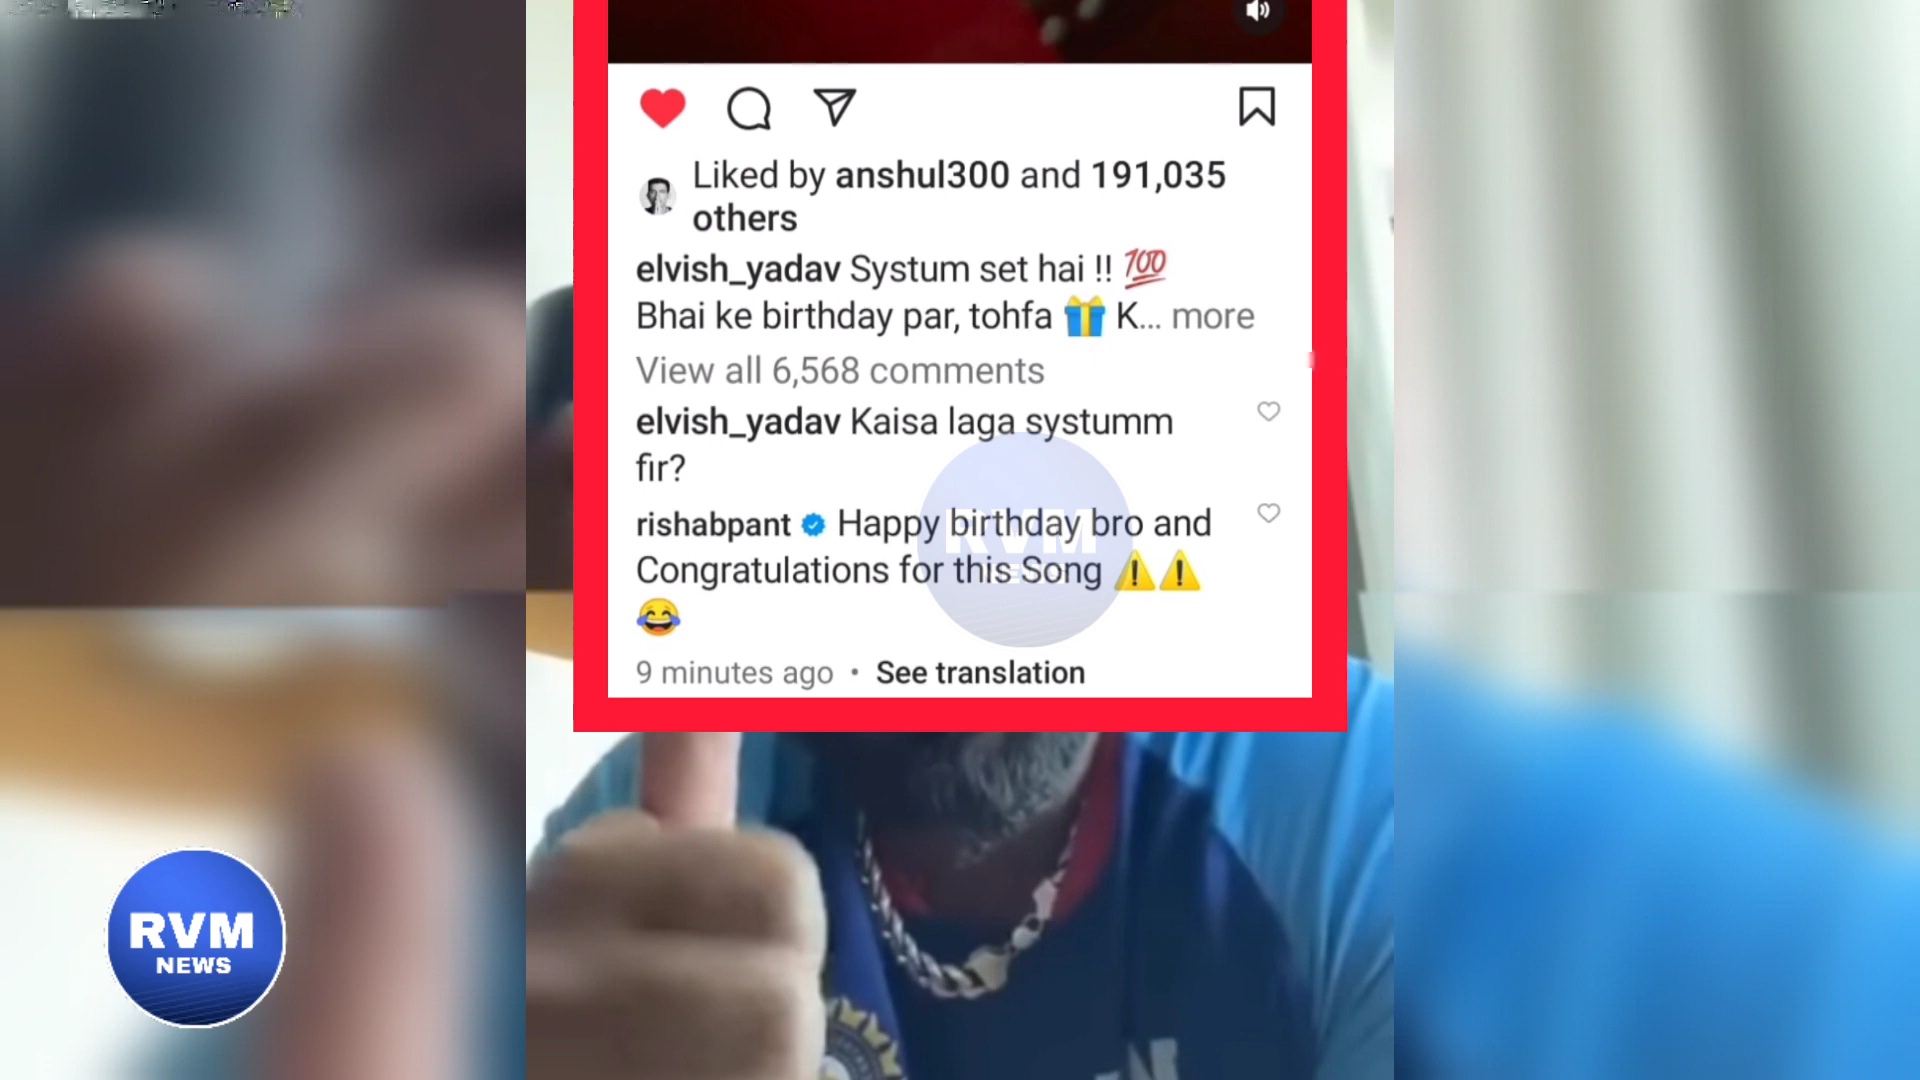 Liked by anshul300 and 191,035
others
elvish_yadav Systum set hai !! 💯
Bhai ke birthday par, tohfa 🎁 K... more
View all 6,568 comments
elvish_yadav Kaisa laga systumm
fir?
rishabpant Happy birthday bro and
Congratulations for this Song ⚠️⚠️
😂
9 minutes ago • See translation
RVM
NEWS
RVM
NEWS